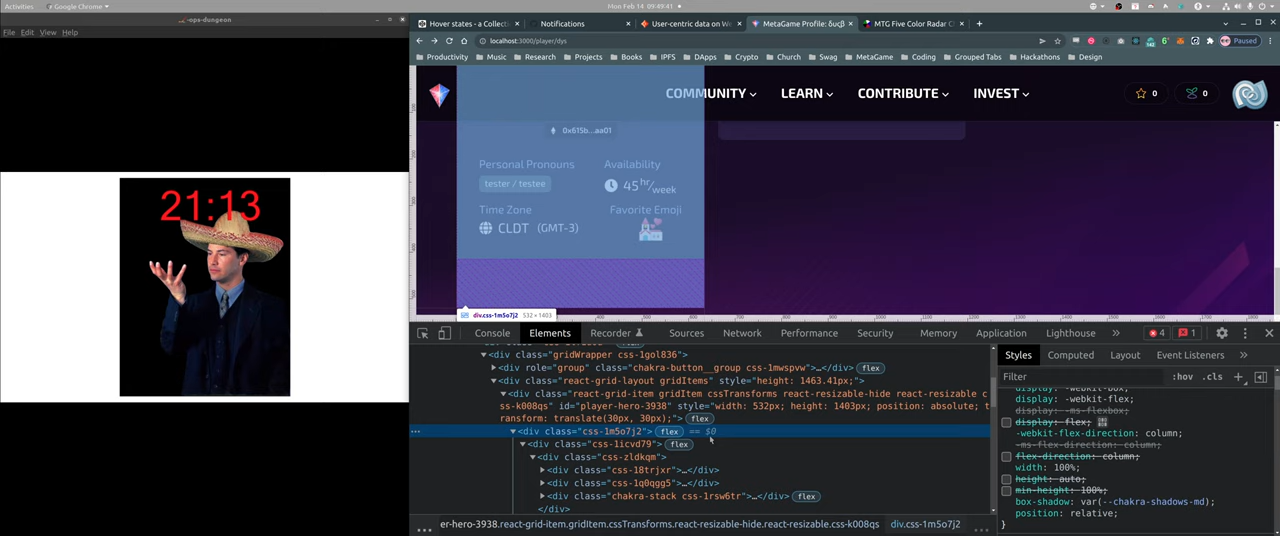 Activities
Google Chrome
Mon Feb 14 09:49:41
-ops-dungeon
File Edit View Help
21:13
Hover states - a Collecti
Notifications
User-centric data on We
MetaGame Profile: δυςβ
MTG Five Color Radar C
localhost:3000/player/dys
Paused
Productivity
Music
Research
Projects
Books
IPFS
DApps
Crypto
Church
Swag
MetaGame
Coding
Grouped Tabs
Hackathons
Design
COMMUNITY
LEARN
CONTRIBUTE
INVEST
0
0
0x615b...aa01
Personal Pronouns
Availability
tester / testee
45 hr/week
Time Zone
Favorite Emoji
CLDT (GMT-3)
div.css-1m5o7j2 532 × 1403
Console
Elements
Recorder
Sources
Network
Performance
Security
Memory
Application
Lighthouse
4
1
<div class="gridWrapper css-1gol836">
<div role="group" class="chakra-button__group css-1mwspvw">…</div> flex
<div class="react-grid-layout gridItems" style="height: 1463.41px;">
<div class="react-grid-item gridItem cssTransforms react-resizable-hide react-resizable c
ss-k008qs" id="player-hero-3938" style="width: 532px; height: 1403px; position: absolute; t
ransform: translate(30px, 30px);"> flex
<div class="css-1m5o7j2"> flex == $0
<div class="css-1icvd79"> flex
<div class="css-zldkqm">
<div class="css-18trjxr">…</div>
<div class="css-1q0qgg5">…</div>
<div class="chakra-stack css-1rsw6tr">…</div> flex
</div>
er-hero-3938.react-grid-item.gridItem.cssTransforms.react-resizable-hide.react-resizable.css-k008qs
div.css-1m5o7j2
Styles
Computed
Layout
Event Listeners
Filter
:hov .cls
display: -webkit-box;
display: -webkit-flex;
display: -ms-flexbox;
display: flex;
-webkit-flex-direction: column;
-ms-flex-direction: column;
flex-direction: column;
width: 100%;
height: auto;
min-height: 100%;
box-shadow: var(--chakra-shadows-md);
position: relative;
}